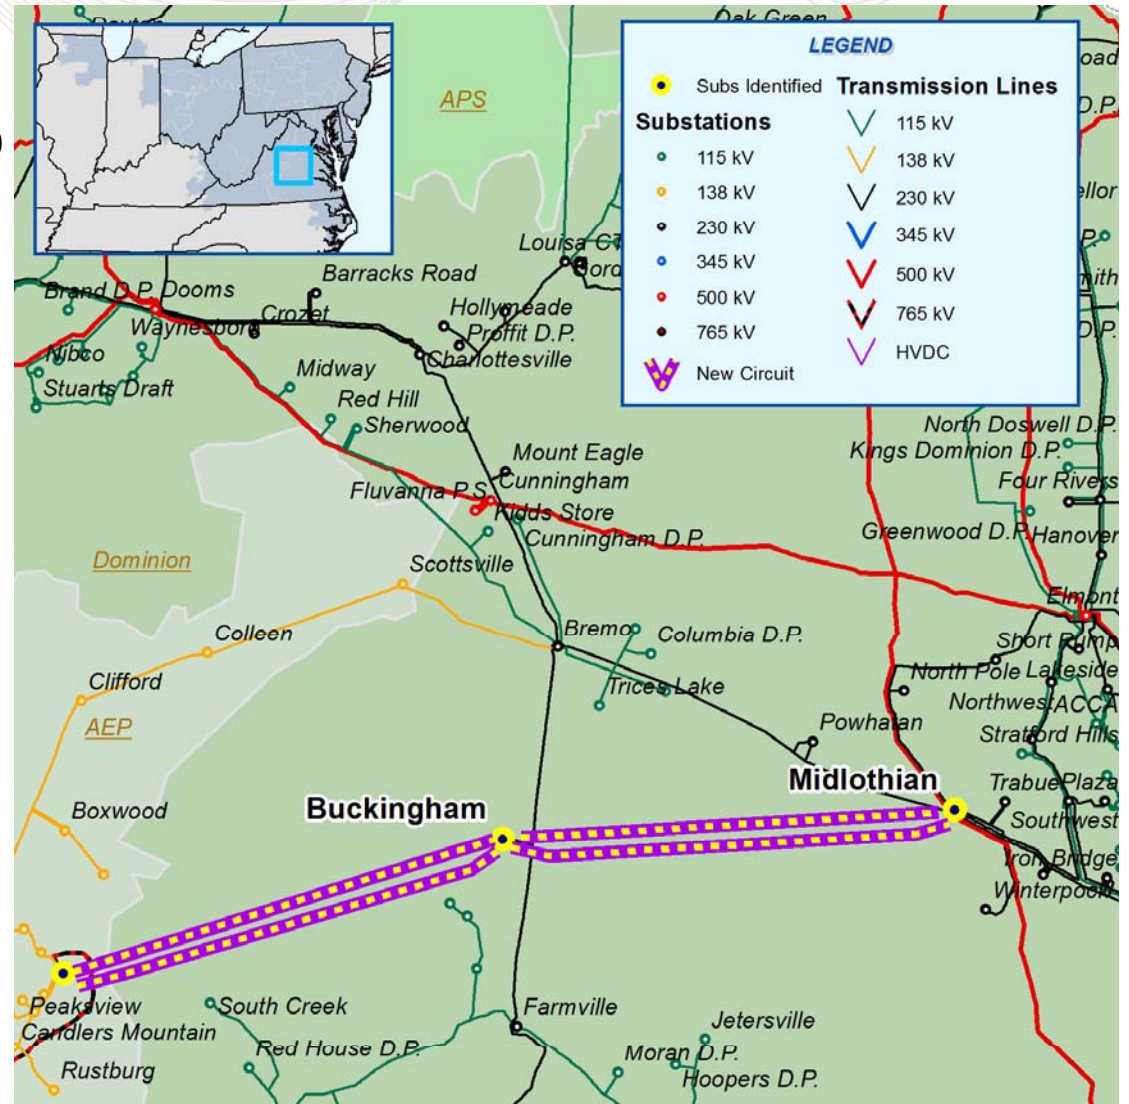 Oak Green
APS
LEGEND
Subs Identified
Substations
115 kV
138 kV
230 kV
345 kV
500 kV
765 kV
New Circuit
Transmission Lines
115 kV
138 kV
230 kV
345 kV
500 kV
765 kV
HVDC
oad
D.P.
ellor
P.
mith
D.P.
Louisa CT
Gord
Barracks Road
Brand D.P.
Dooms
Hollymeade
Waynesboro
Crozet
Proffit D.P.
Charlottesville
Nibco
Midway
Stuarts Draft
Red Hill
Sherwood
North Doswell D.P.
Kings Dominion D.P.
Mount Eagle
Cunningham
Four Rivers
Fluvanna P.S.
Kidds Store
Greenwood D.P.
Hanover
Cunningham D.P.
Dominion
Scottsville
Elmont
Colleen
Bremo
Columbia D.P.
Short Pump
North Pole
Lakeside
Clifford
Trices Lake
Northwest
ACCA
AEP
Powhatan
Stratford Hills
Midlothian
Trabue
Plaza
Buckingham
Boxwood
Southwest
Iron Bridge
Winterpock
Peaksview
South Creek
Farmville
Candlers Mountain
Jetersville
Red House D.P.
Moran D.P.
Rustburg
Hoopers D.P.